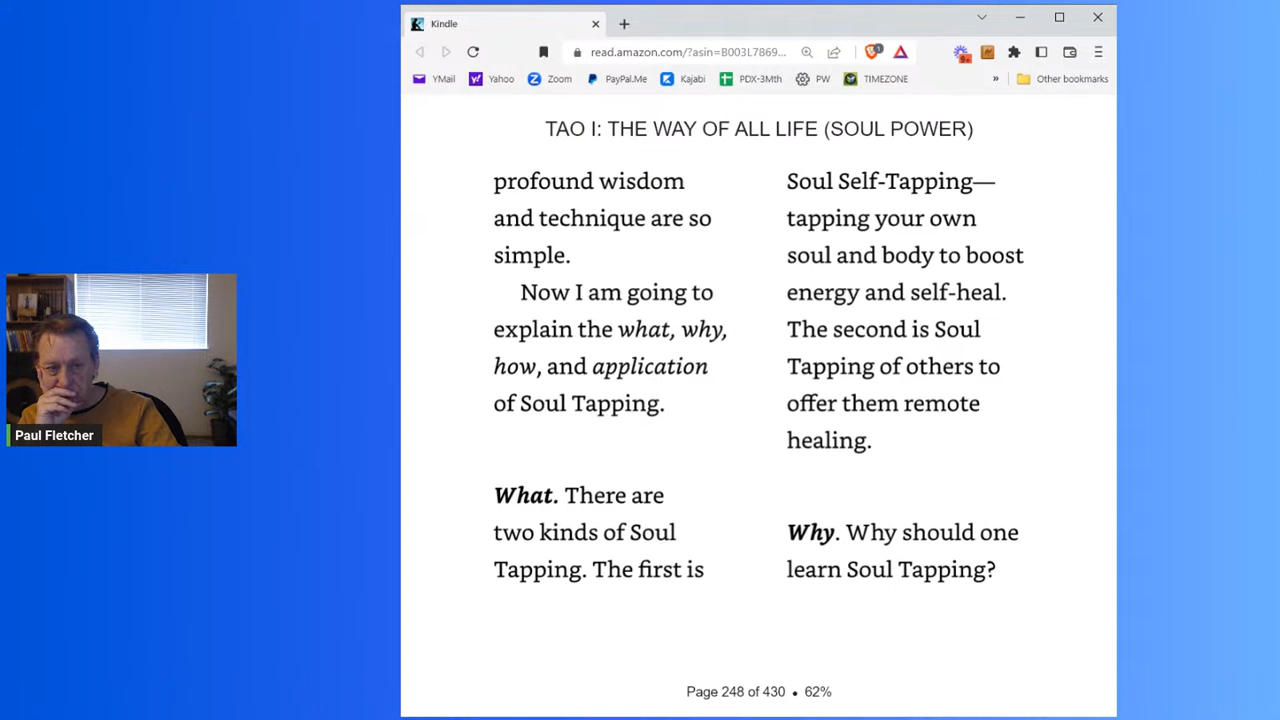 Kindle
read.amazon.com/?asin=B003L7869...
YMail
Yahoo
Zoom
PayPal.Me
Kajabi
PDX-3Mth
PW
TIMEZONE
»
Other bookmarks
TAO I: THE WAY OF ALL LIFE (SOUL POWER)
profound wisdom
and technique are so
simple.
Now I am going to
explain the what, why,
how, and application
of Soul Tapping.
What. There are
two kinds of Soul
Tapping. The first is
Soul Self-Tapping—
tapping your own
soul and body to boost
energy and self-heal.
The second is Soul
Tapping of others to
offer them remote
healing.
Why. Why should one
learn Soul Tapping?
Page 248 of 430 • 62%
Paul Fletcher